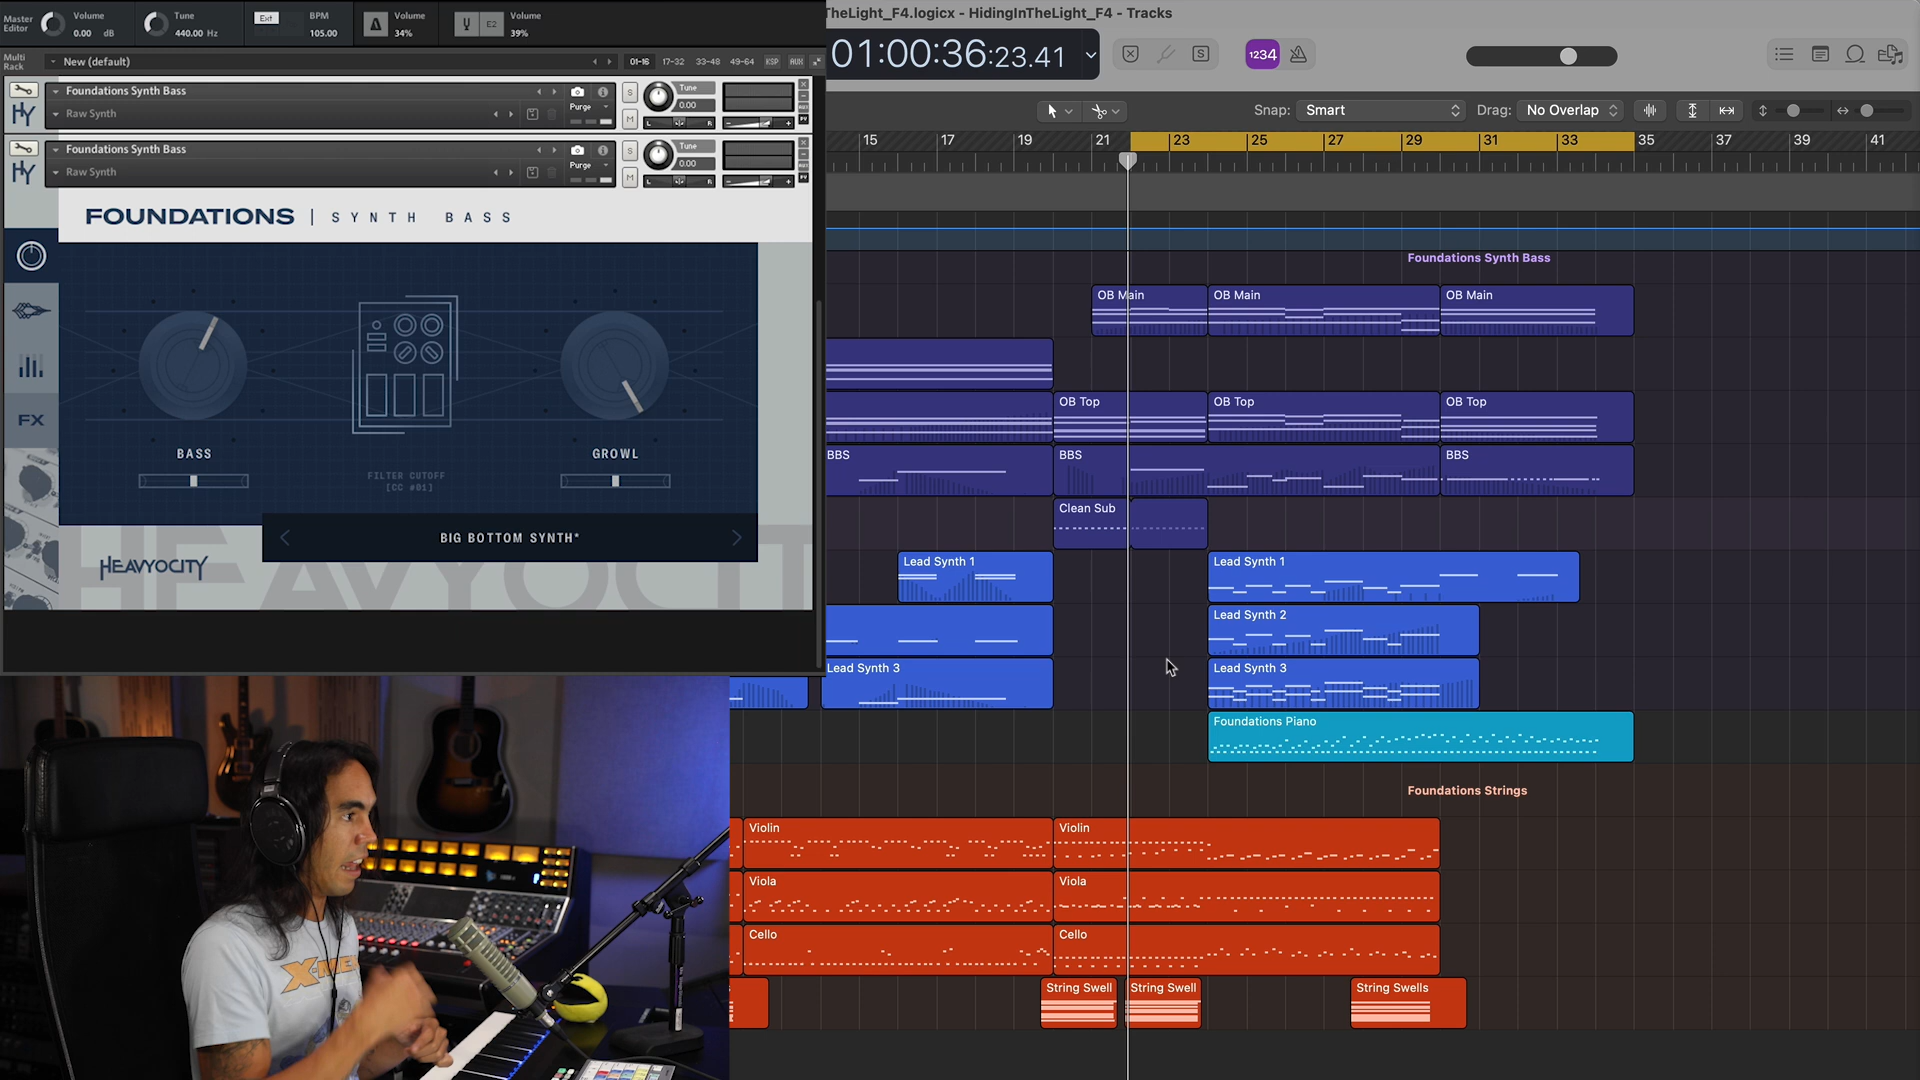 Master
Editor
Volume
0.00 dB
Tune
440.00 Hz
Ext
BPM
105.00
Volume
34%
E2
Volume
39%
Multi
Rack
New (default)
01-16 17-32 33-48 49-64 KSP AUX
Foundations Synth Bass
Raw Synth
Purge
S
M
Tune
0.00
L R
Foundations Synth Bass
Raw Synth
Purge
S
M
Tune
0.00
L R
FOUNDATIONS | SYNTH BASS
FX
BASS
FILTER CUTOFF
[CC #01]
GROWL
BIG BOTTOM SYNTH*
HEAVYOCITY
HEAVYOCIT
TheLight_F4.logicx - HidingInTheLight_F4 - Tracks
01:00:36:23.41
S
1234
Snap: Smart
Drag: No Overlap
15 17 19 21 23 25 27 29 31 33 35 37 39 41
Foundations Synth Bass
OB Main
OB Main
OB Main
OB Top
OB Top
OB Top
BBS
BBS
BBS
Clean Sub
Lead Synth 1
Lead Synth 1
Lead Synth 2
Lead Synth 3
Lead Synth 3
Foundations Piano
Foundations Strings
Violin
Violin
Viola
Viola
Cello
Cello
String Swell
String Swell
String Swells
X-MEN